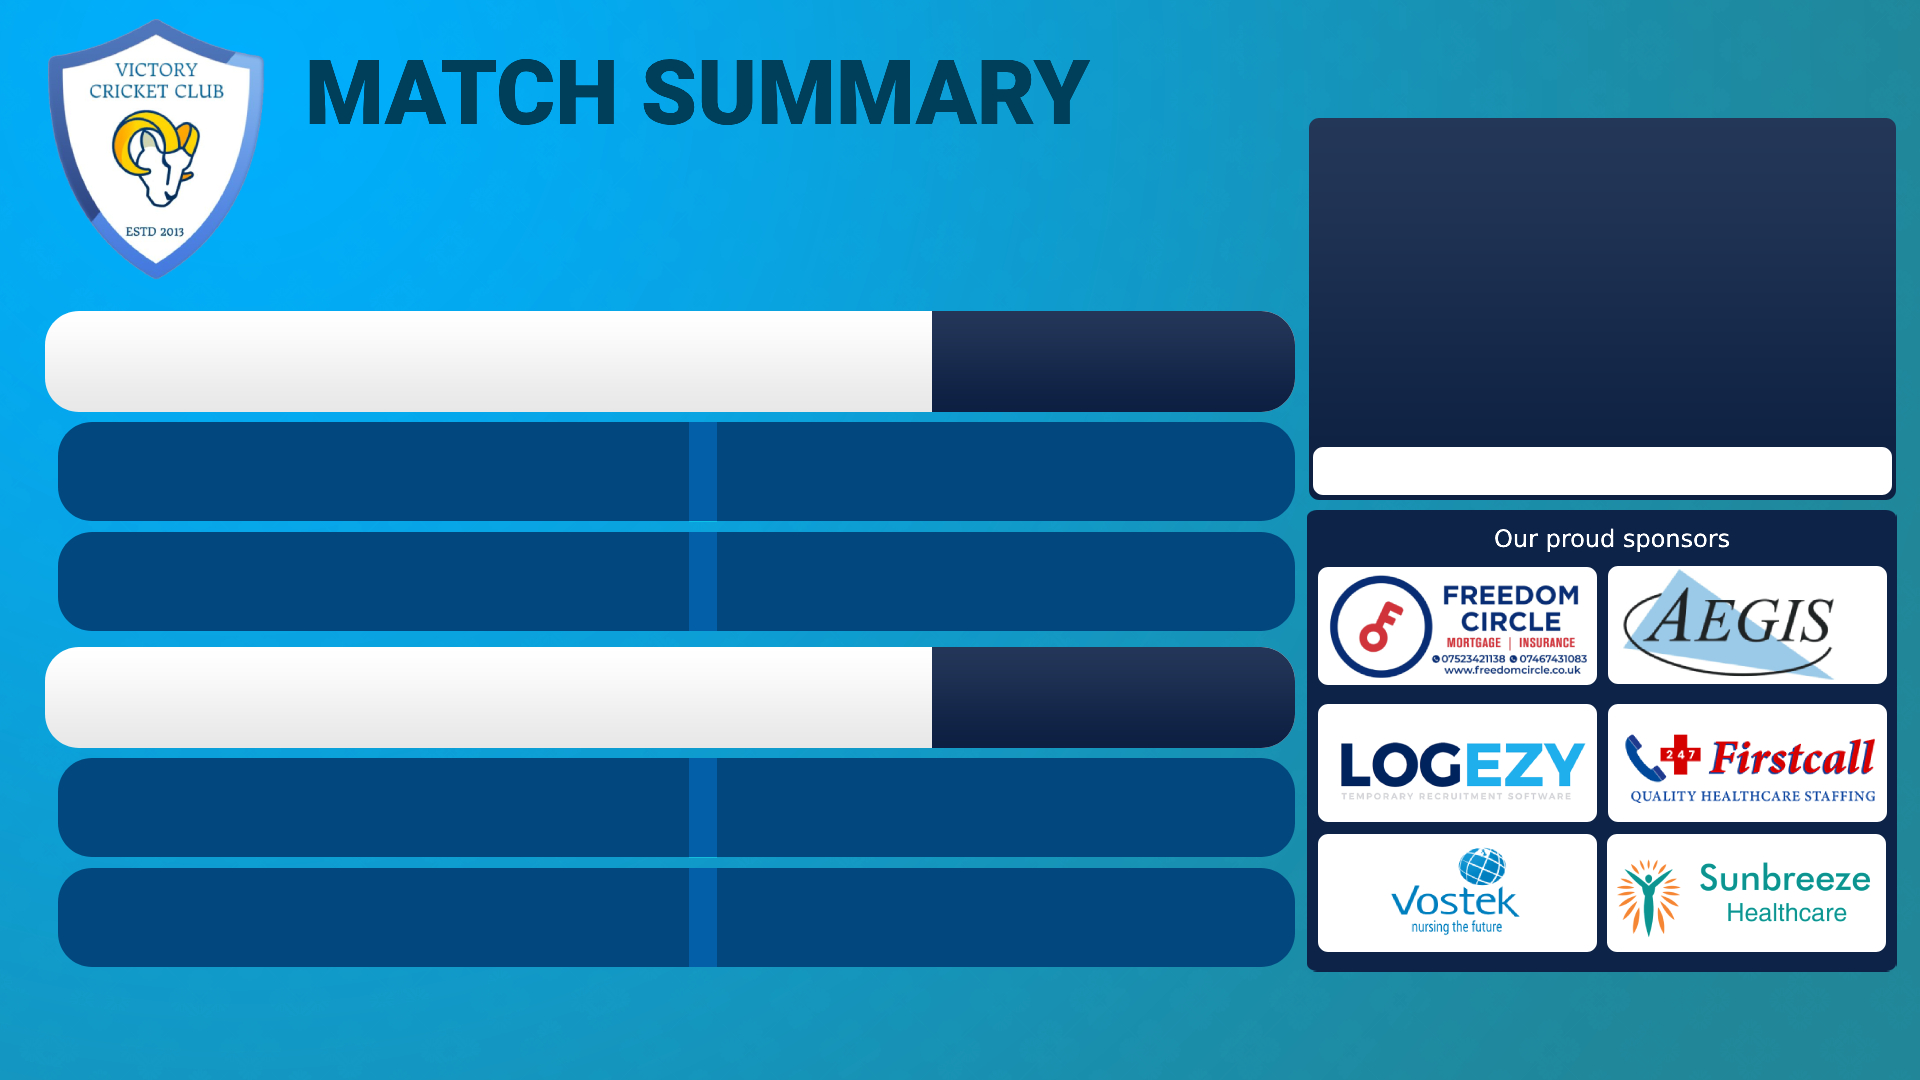 VICTORY
CRICKET CLUB
ESTD 2013
MATCH SUMMARY
Our proud sponsors
FREEDOM
CIRCLE
MORTGAGE | INSURANCE
07523421138 07467431083
www.freedomcircle.co.uk
AEGIS
LOGEZY
TEMPORARY RECRUITMENT SOFTWARE
247 Firstcall
QUALITY HEALTHCARE STAFFING
Vostek
nursing the future
Sunbreeze
Healthcare